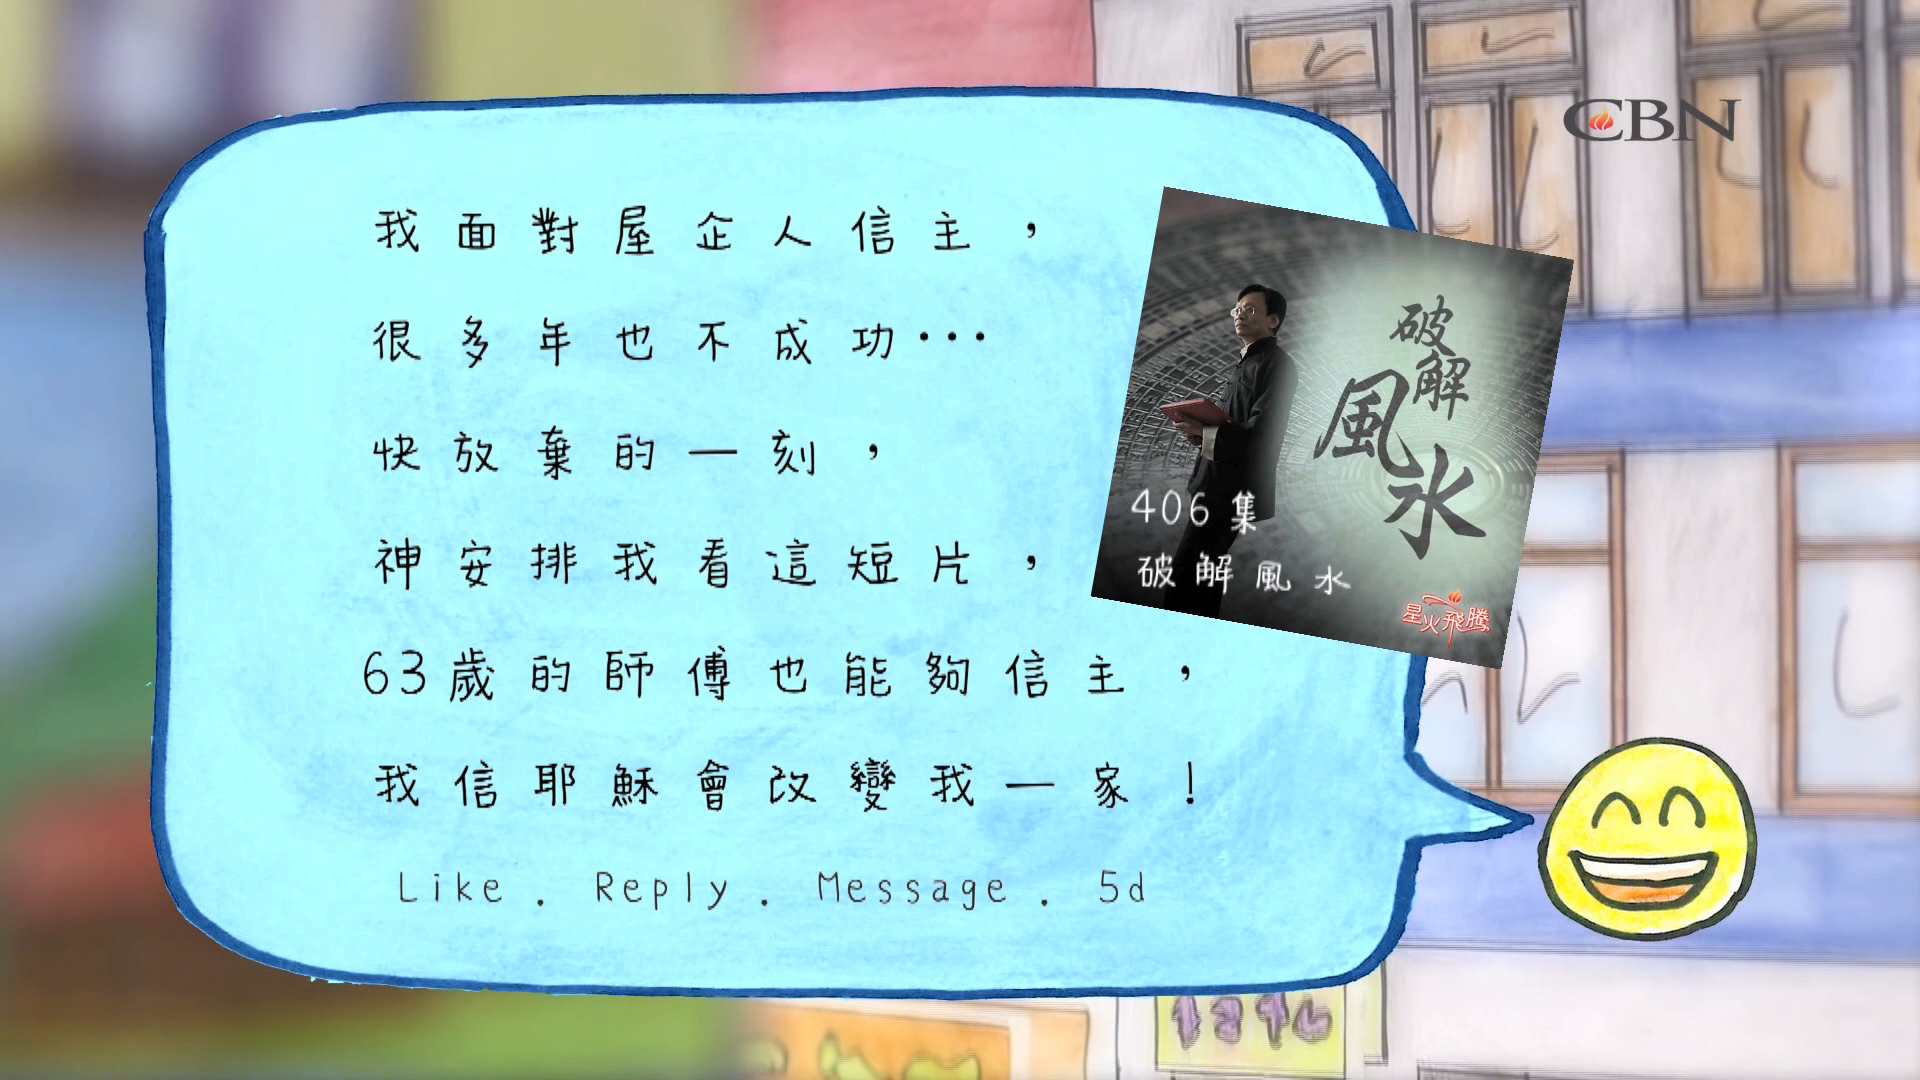 CBN
我面對屋企人信主，
很多年也不成功…
快放棄的一刻，
神安排我看這短片，
63歲的師傅也能夠信主，
我信耶穌會改變我一家！
Like . Reply . Message . 5d
破解
風水
406集
破解風水
星火飛騰